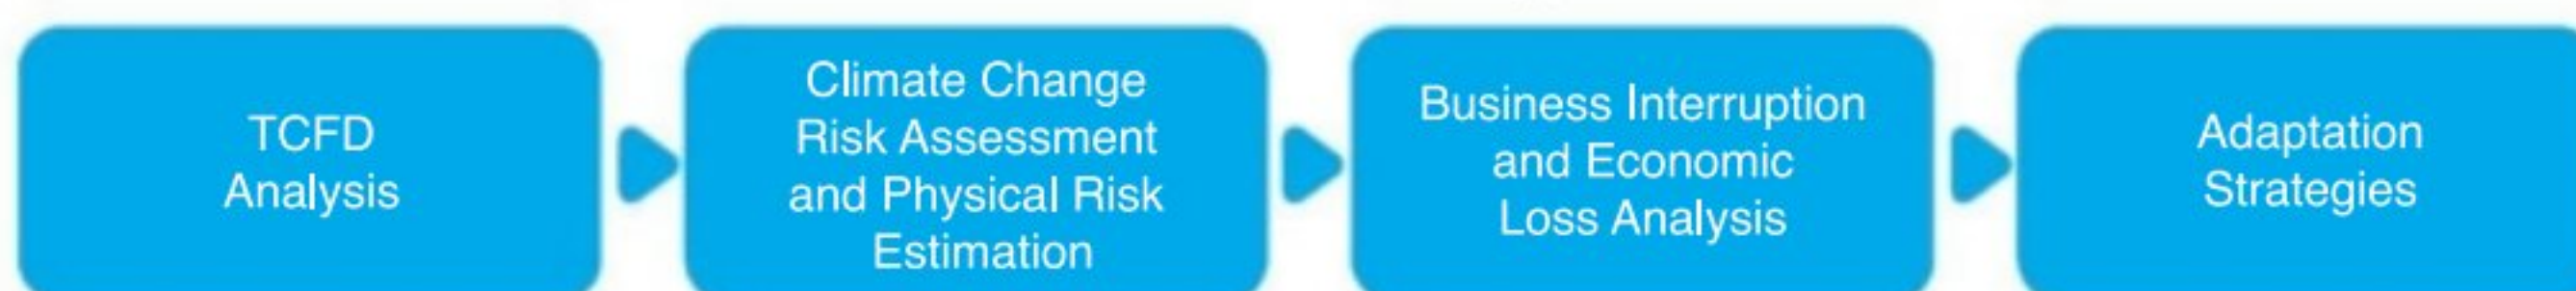 TCFD
Analysis
Climate Change
Risk Assessment
and Physical Risk
Estimation
Business Interruption
and Economic
Loss Analysis
Adaptation
Strategies